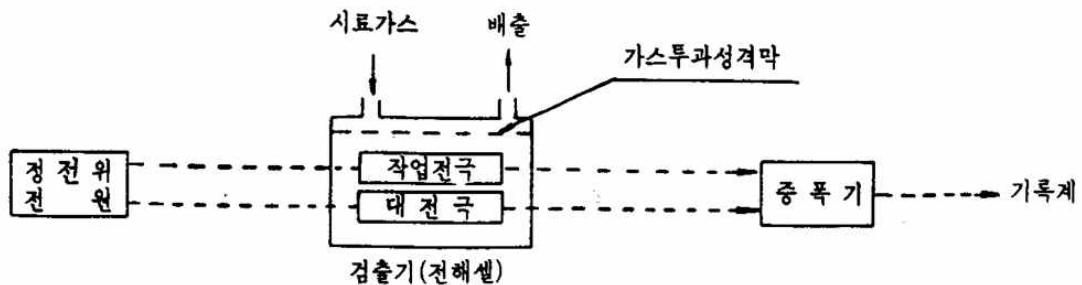 시료가스
배출
가스투과성격막
정전위
전원
작업전극
대전극
증폭기
기록계
검출기(전해셀)